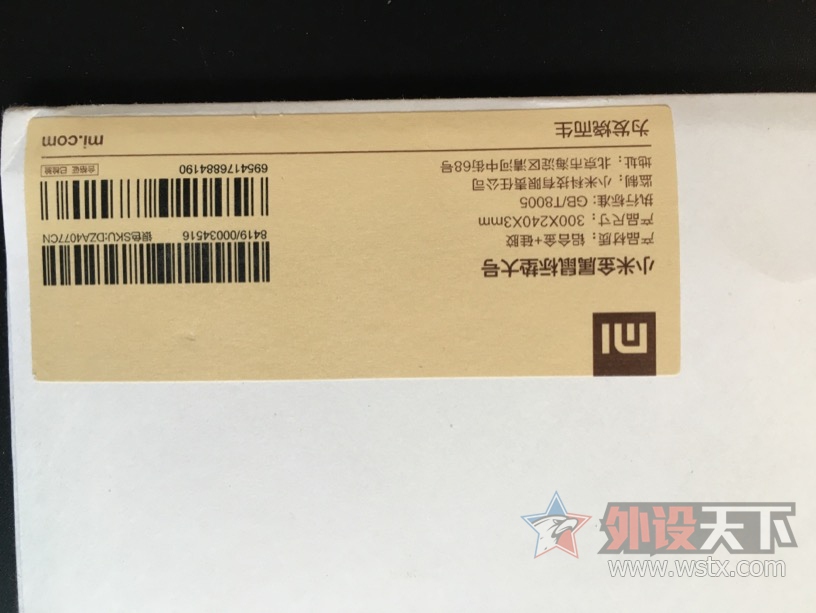 小米金属鼠标垫大号
产品材质：铝合金+硅胶
产品尺寸：300X240X3mm
执行标准：GB/T8005
监制：小米科技有限责任公司
地址：北京市海淀区清河中街68号
8419/00034516 银色SKU:DZA4077CN
6954176884190 合格证 已检验
为发烧而生 mi.com
外设天下
www.wstx.com